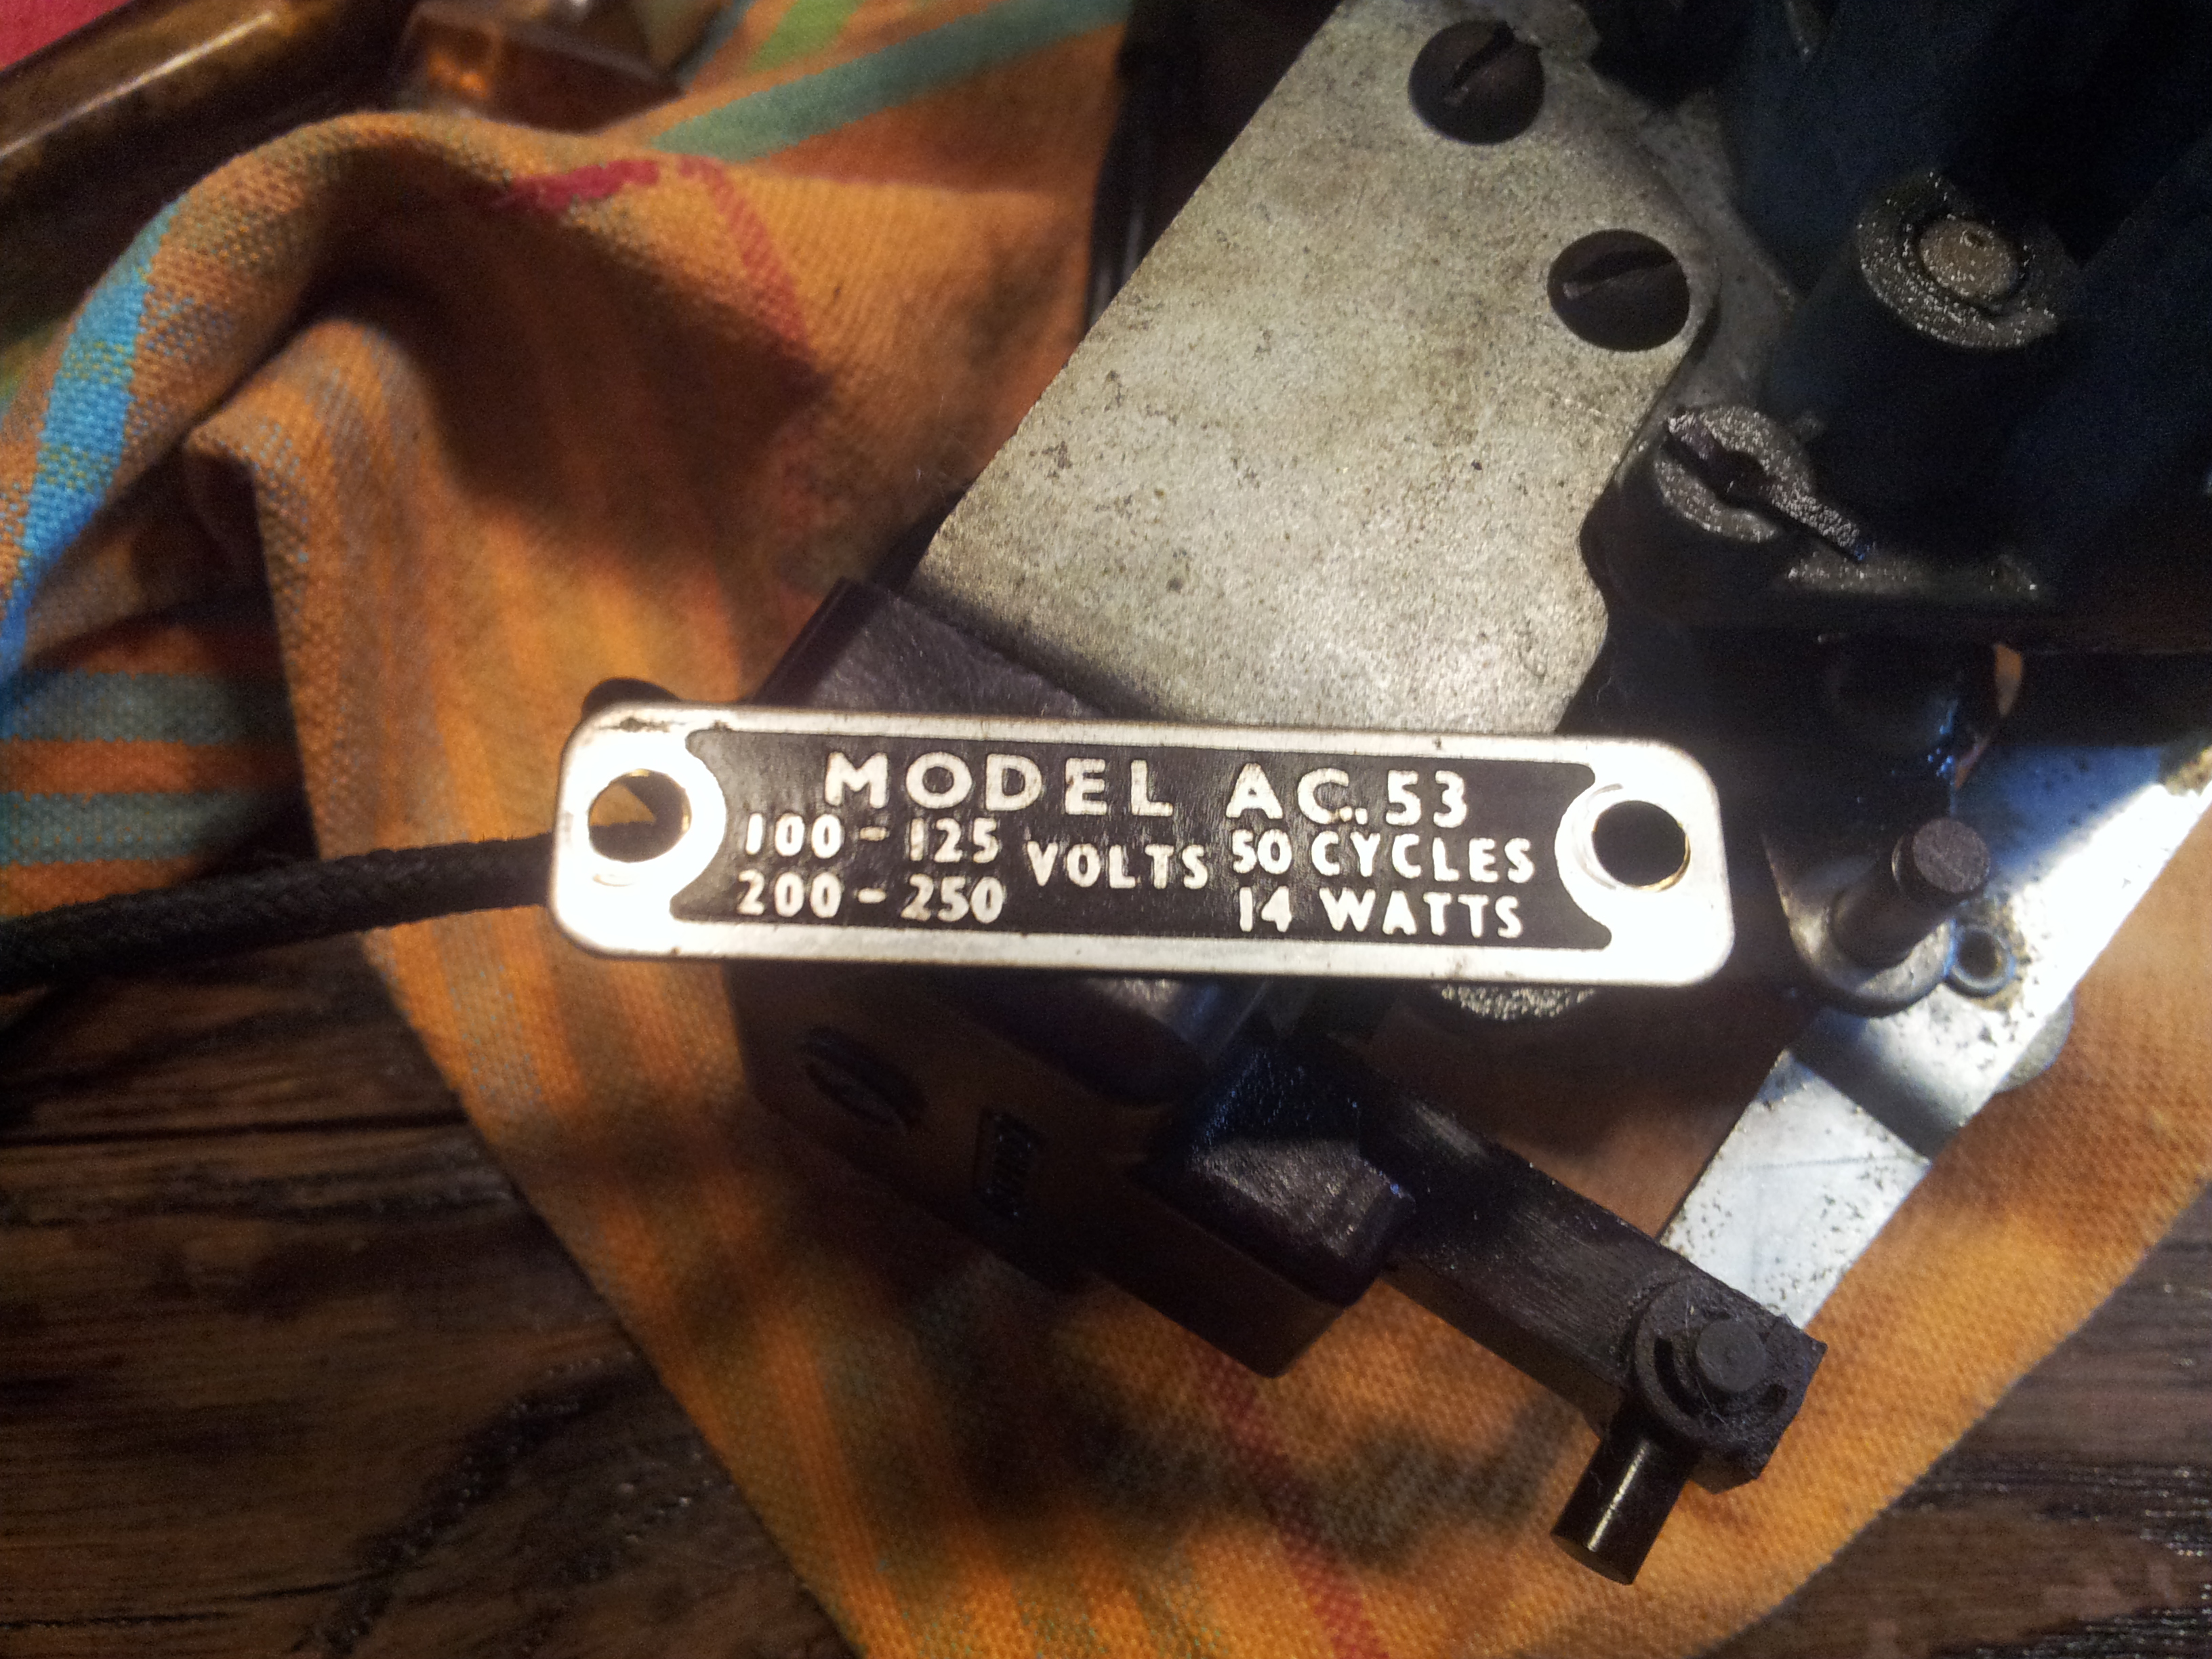 MODEL AC.53
100-125 VOLTS 50 CYCLES
200-250 14 WATTS